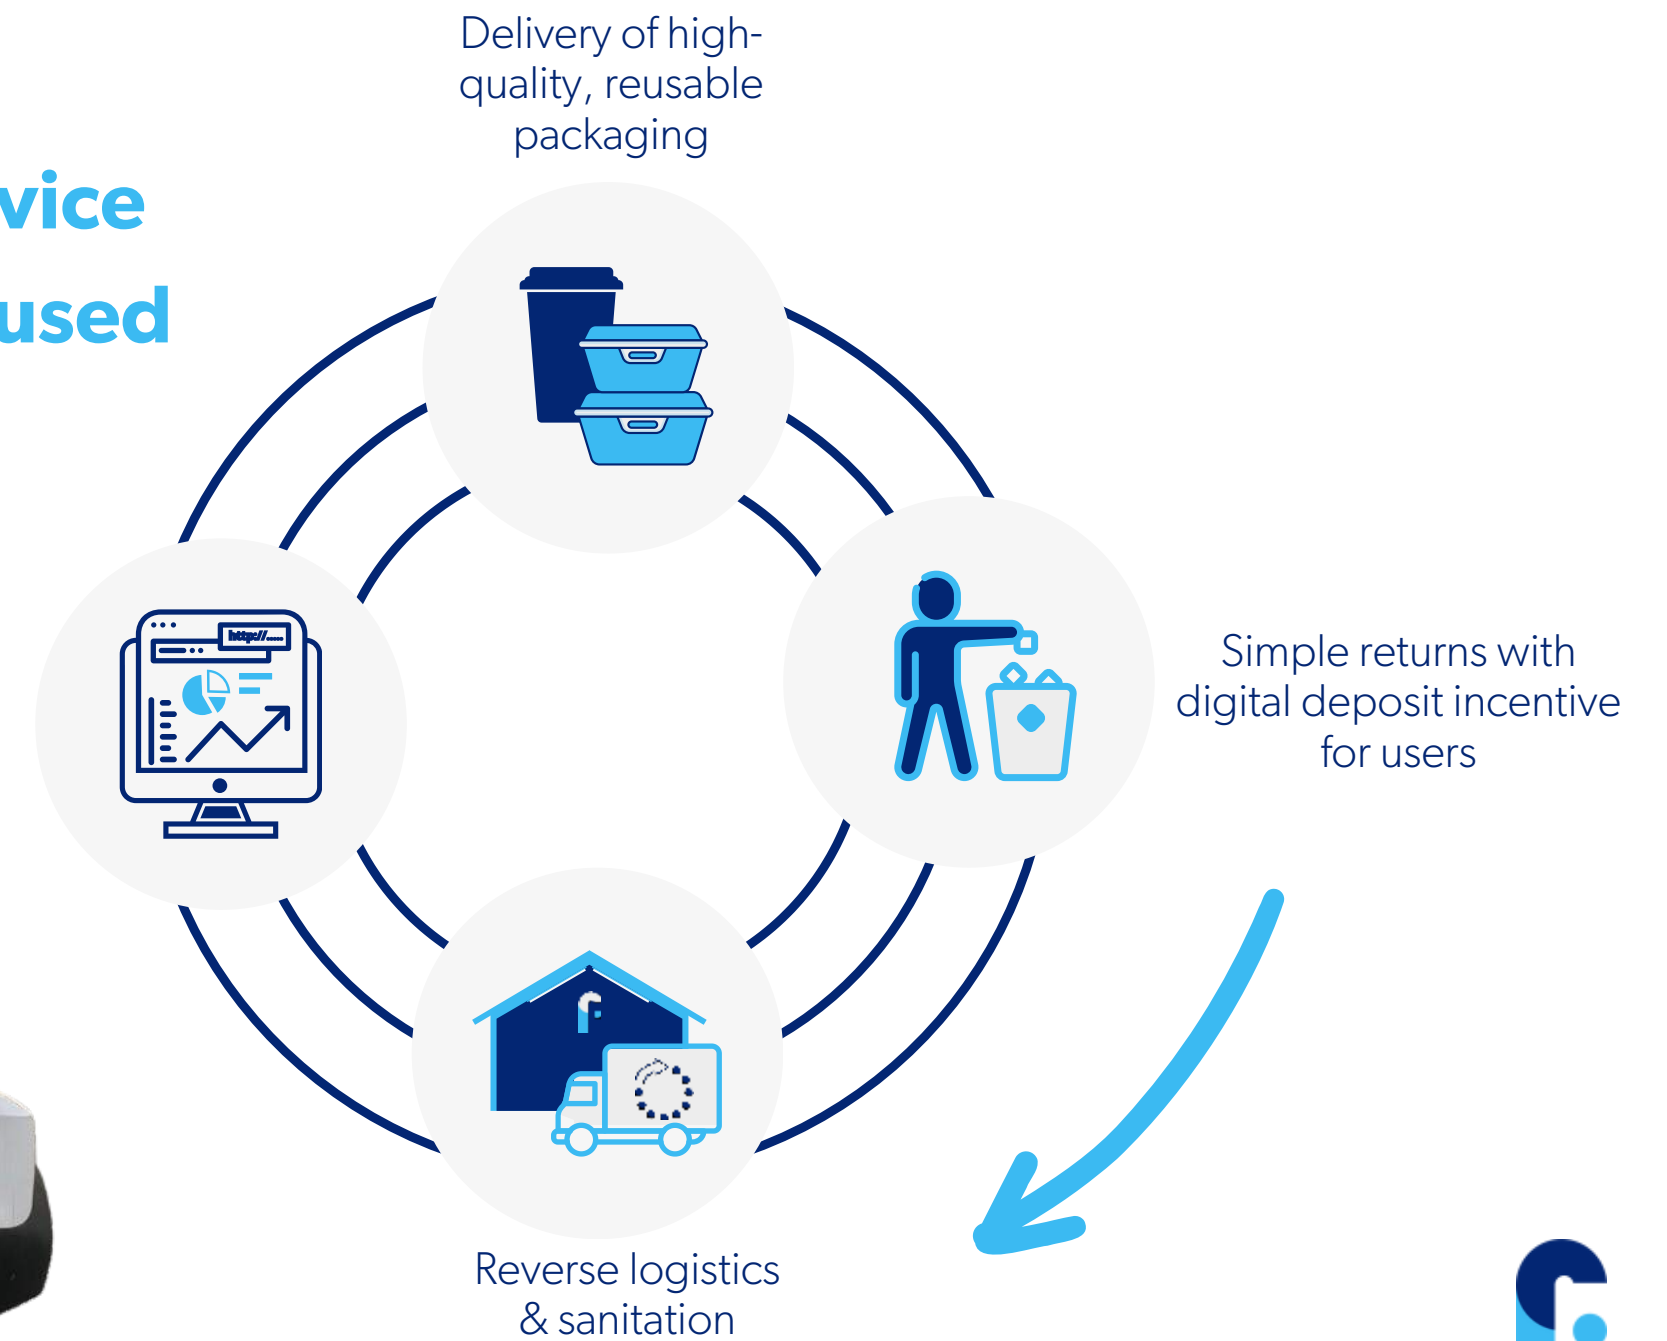 Delivery of high-
quality, reusable
packaging
vice
used
http://.....
Simple returns with
digital deposit incentive
for users
Reverse logistics
& sanitation